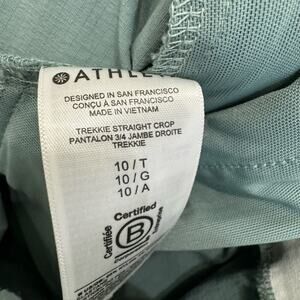 ATHLE
DESIGNED IN SAN FRANCISCO
CONÇU À SAN FRANCISCO
MADE IN VIETNAM
TREKKIE STRAIGHT CROP
PANTALON 3/4 JAMBE DROITE
TREKKIE
10/T
10/G
10/A
Certified
Certifiée
B
Corporation